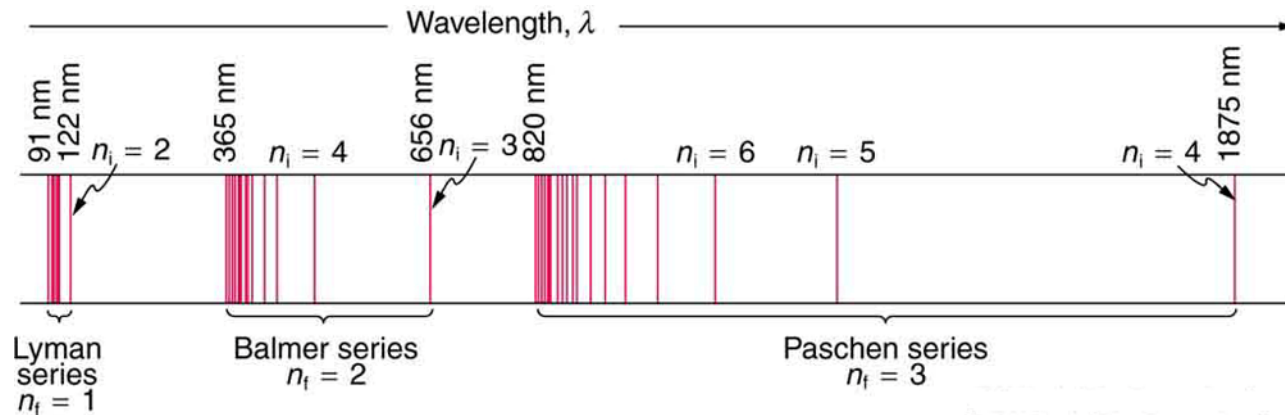 Wavelength, λ
91 nm
122 nm
nᵢ = 2
365 nm
nᵢ = 4
656 nm
nᵢ = 3
820 nm
nᵢ = 6
nᵢ = 5
nᵢ = 4
1875 nm
Lyman
series
n_f = 1
Balmer series
n_f = 2
Paschen series
n_f = 3